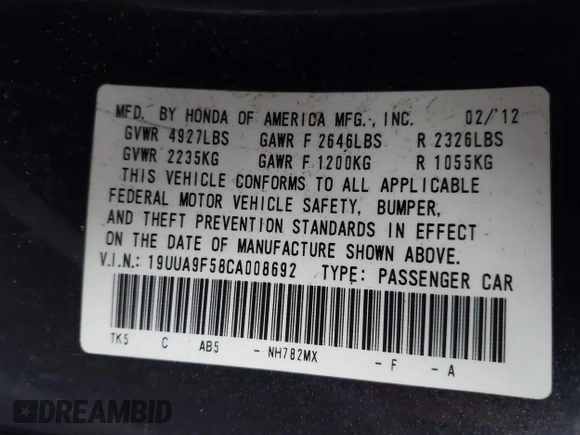 MFD. BY HONDA OF AMERICA MFG., INC. 02/'12
GVWR 4927LBS GAWR F 2646LBS R 2326LBS
GVWR 2235KG GAWR F 1200KG R 1055KG
THIS VEHICLE CONFORMS TO ALL APPLICABLE
FEDERAL MOTOR VEHICLE SAFETY, BUMPER,
AND THEFT PREVENTION STANDARDS IN EFFECT
ON THE DATE OF MANUFACTURE SHOWN ABOVE.
V.I.N.: 19UUA9F58CA008692 TYPE: PASSENGER CAR
TK5 C AB5 - NH782MX - F - A
DREAMBID